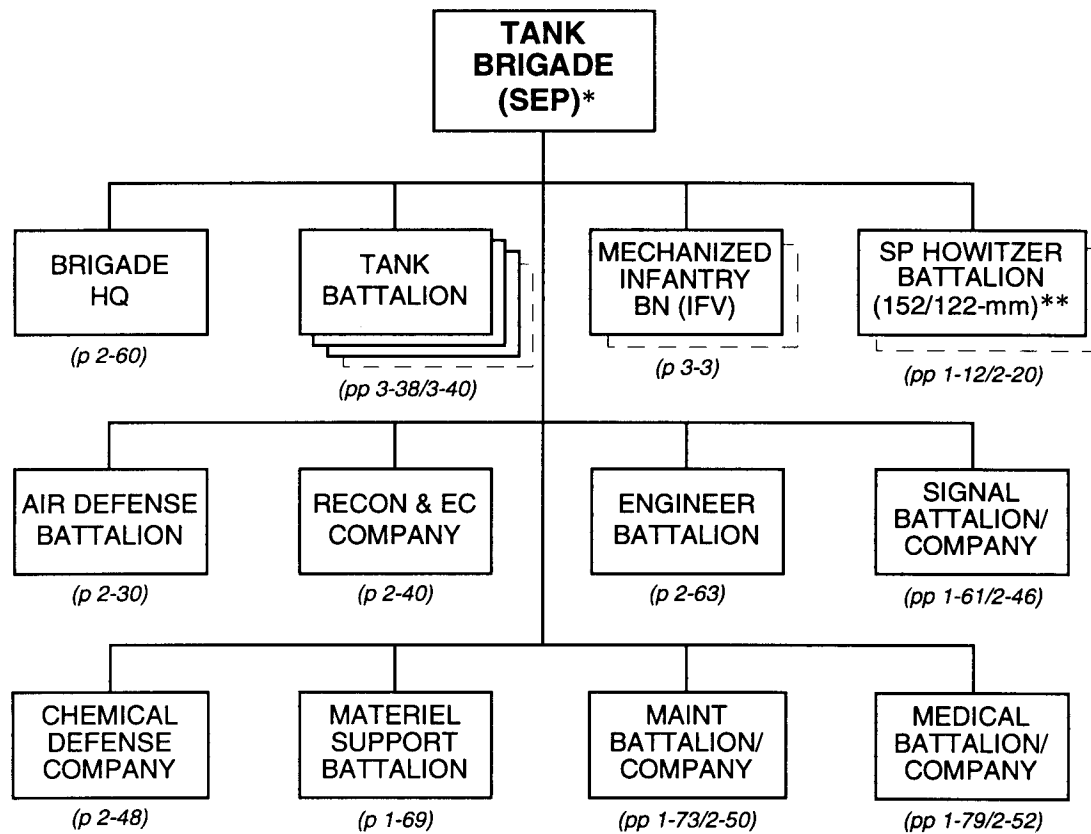 TANK
BRIGADE
(SEP)*
BRIGADE
HQ
(p 2-60)
TANK
BATTALION
(pp 3-38/3-40)
MECHANIZED
INFANTRY
BN (IFV)
(p 3-3)
SP HOWITZER
BATTALION
(152/122-mm)**
(pp 1-12/2-20)
AIR DEFENSE
BATTALION
(p 2-30)
RECON & EC
COMPANY
(p 2-40)
ENGINEER
BATTALION
(p 2-63)
SIGNAL
BATTALION/
COMPANY
(pp 1-61/2-46)
CHEMICAL
DEFENSE
COMPANY
(p 2-48)
MATERIEL
SUPPORT
BATTALION
(p 1-69)
MAINT
BATTALION/
COMPANY
(pp 1-73/2-50)
MEDICAL
BATTALION/
COMPANY
(pp 1-79/2-52)